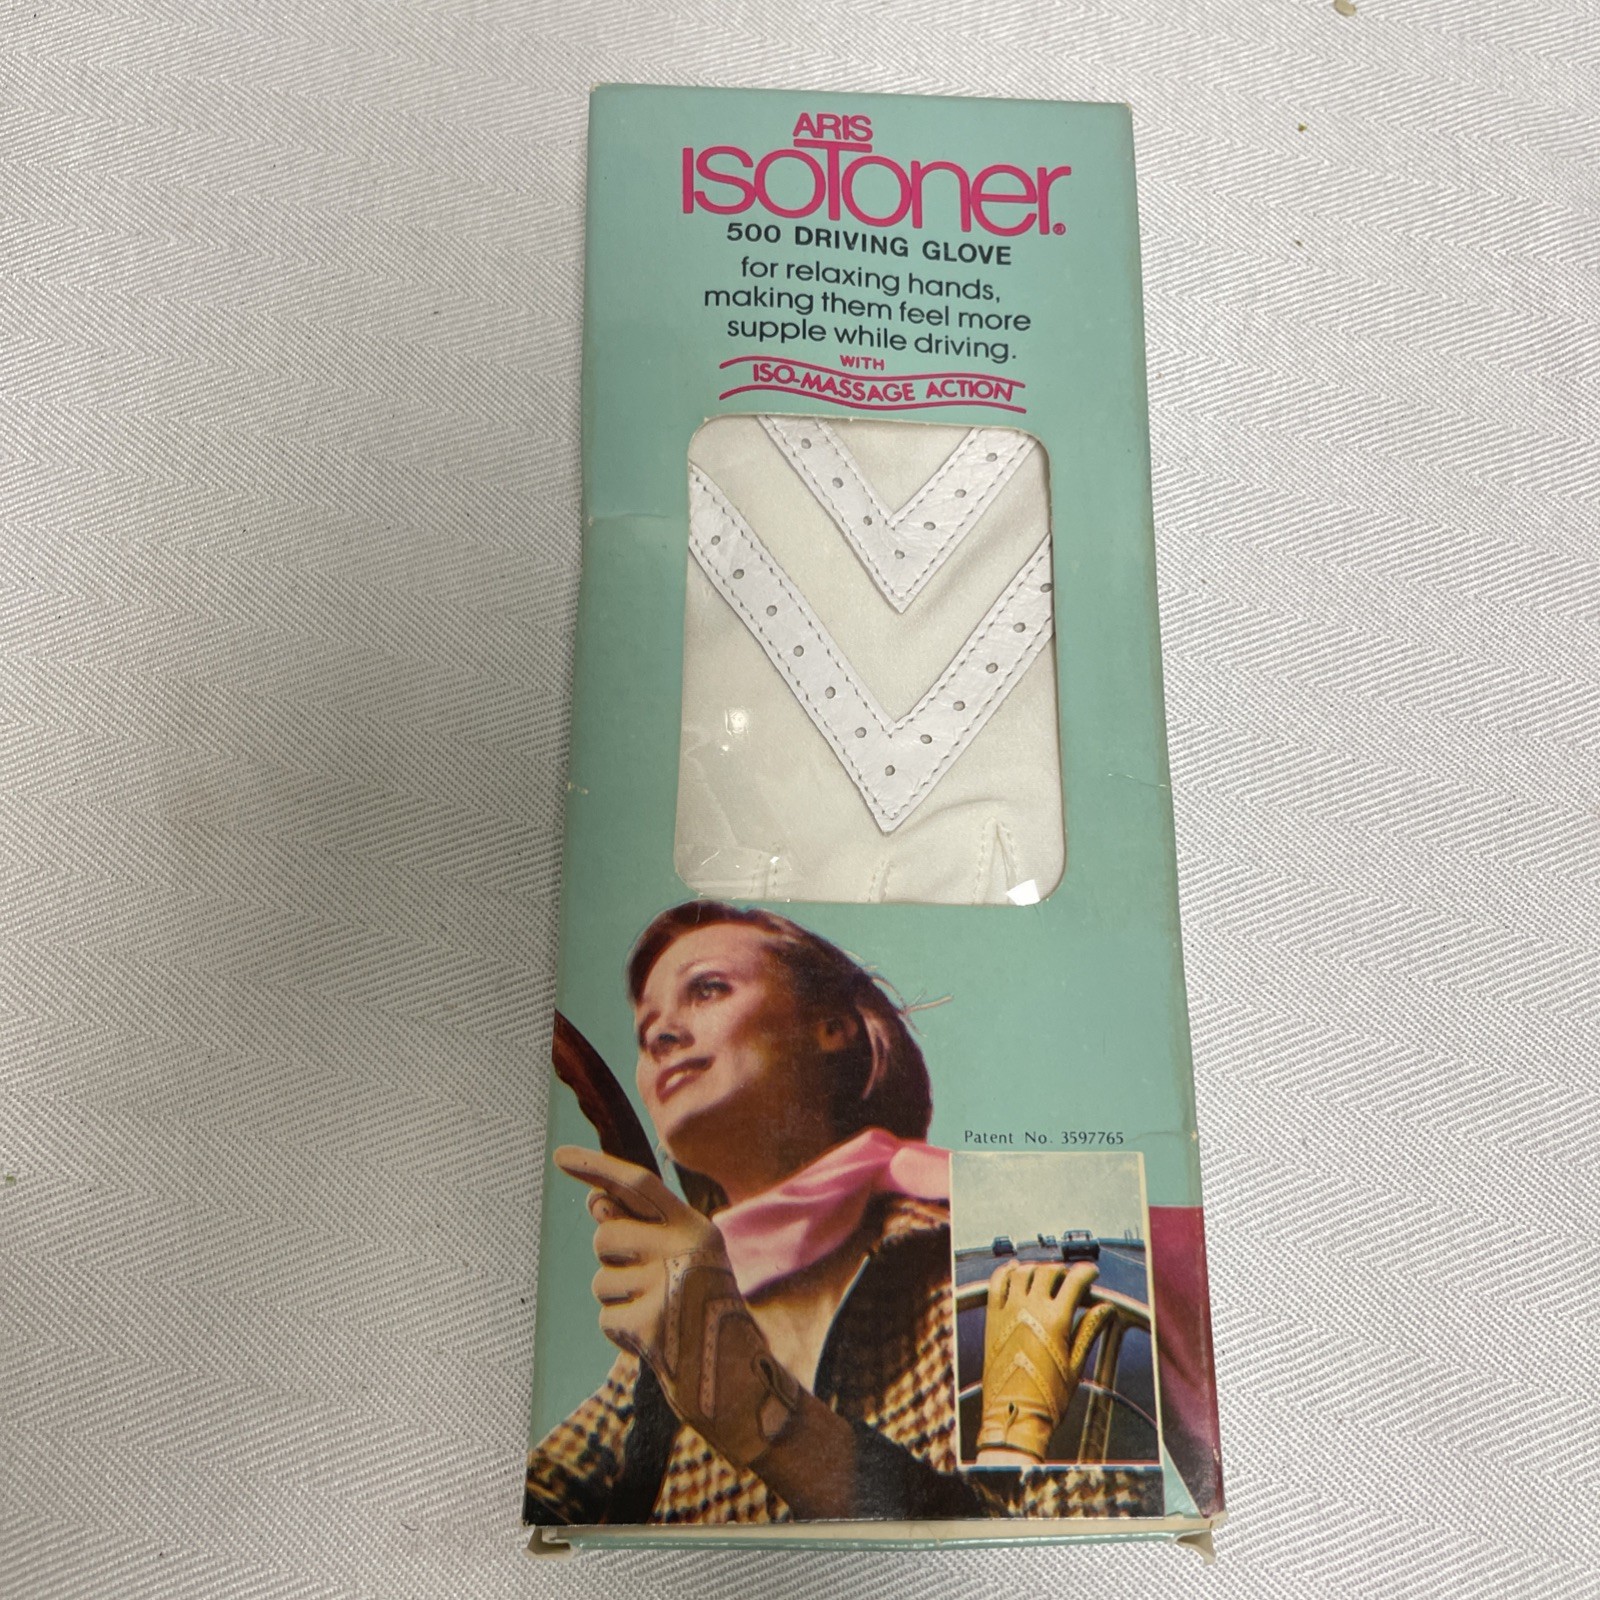 ARIS
ISOTONER®
500 DRIVING GLOVE
for relaxing hands,
making them feel more
supple while driving.
WITH
ISO-MASSAGE ACTION
Patent No. 3597765